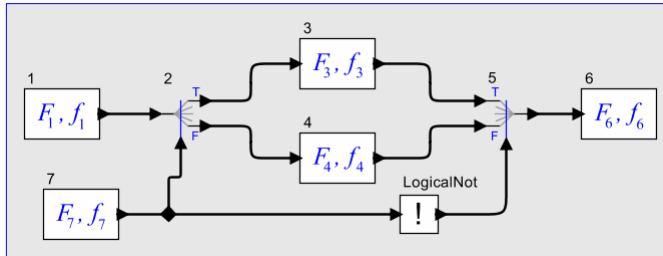 3
F₃, f₃
1
2
T
F
5
T
F
6
F₁, f₁
4
F₆, f₆
F₄, f₄
7
LogicalNot
F₇, f₇
!